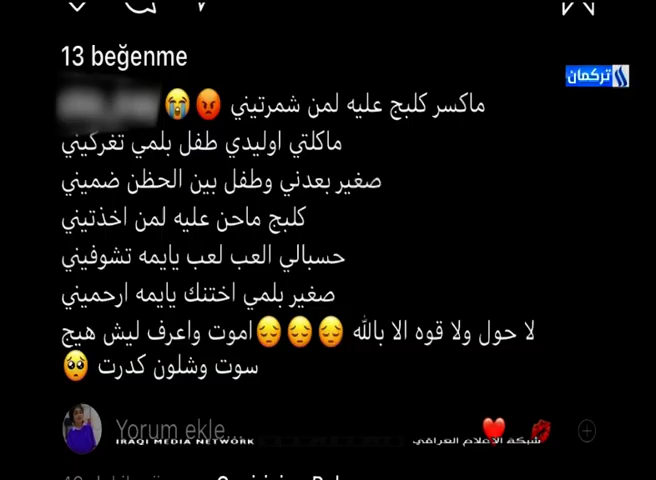 13 beğenme
تركمان
ماكسر كلبج عليه لمن شمرتيني 😡😭
ماكلتي اوليدي طفل بلمي تغركيني
صغير بعدني وطفل بين الحظن ضميني
كلبج ماحن عليه لمن اخذتيني
حسبالي العب لعب يايمه تشوفيني
صغير بلمي اختنك يايمه ارحميني
لا حول ولا قوه الا بالله 😔😔😔اموت واعرف ليش هيج
سوت وشلون كدرت 🥺
Yorum ekle...
IRAQI MEDIA NETWORK
شبكة الإعلام العراقي